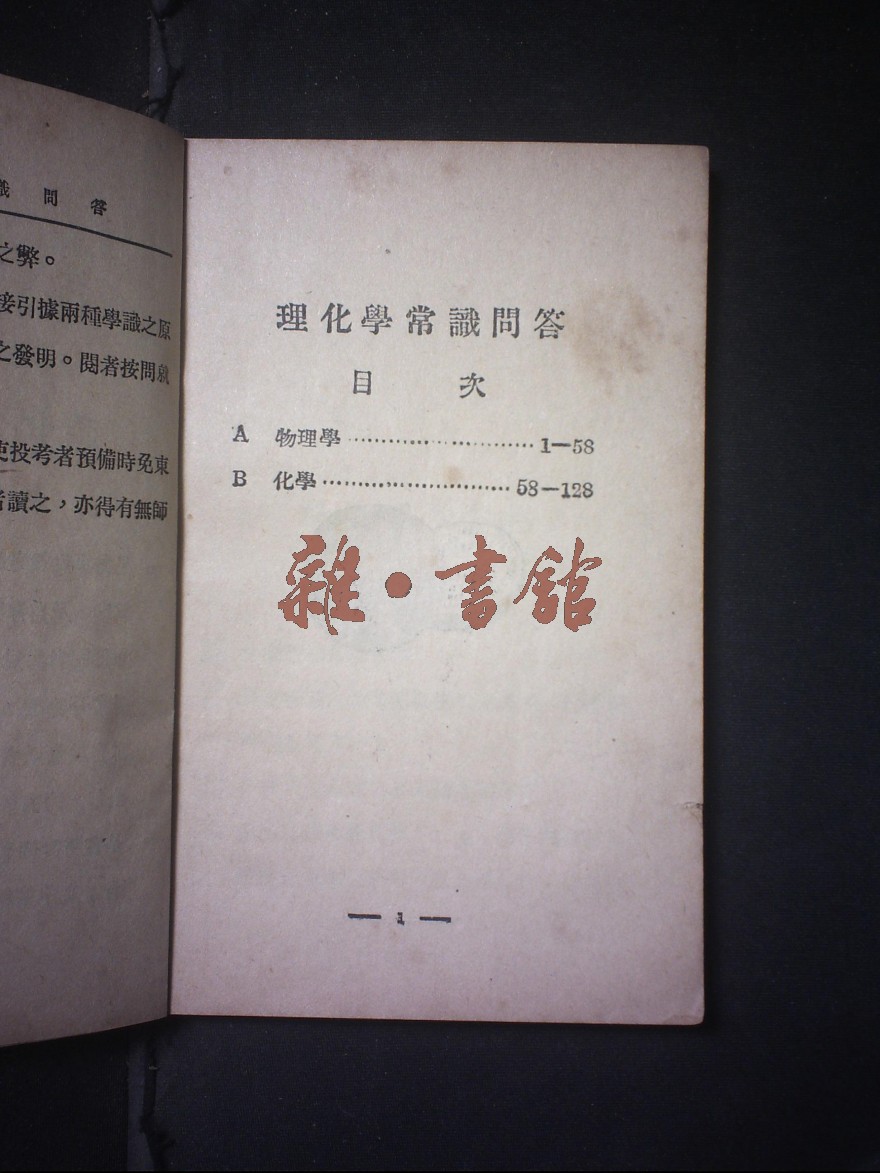 識問答
之弊。
接引據兩種學識之原
之發明。閱者按問就
使投考者預備時免東
者讀之，亦得有無師
理化學常識問答
目 次
A 物理學……………………1—58
B 化學……………………58—128
雜•書館
— 1 —